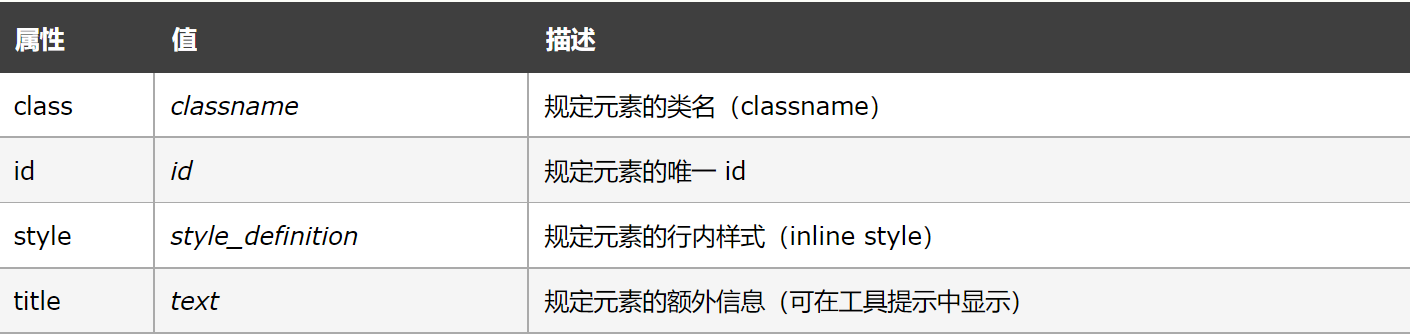 属性 值 描述
class classname 规定元素的类名（classname）
id id 规定元素的唯一 id
style style_definition 规定元素的行内样式（inline style）
title text 规定元素的额外信息（可在工具提示中显示）